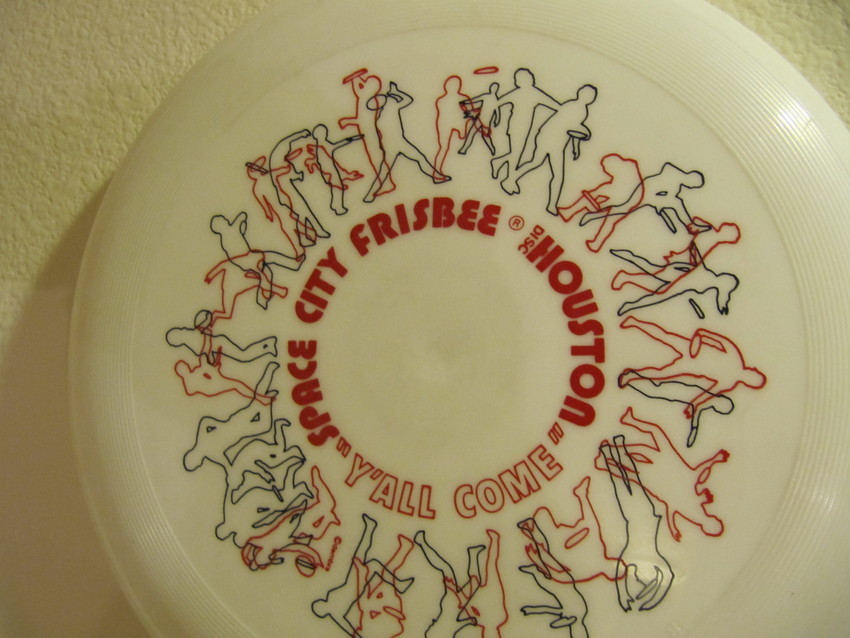 SPACE CITY FRISBEE ® DISC HOUSTON
"Y'ALL COME"